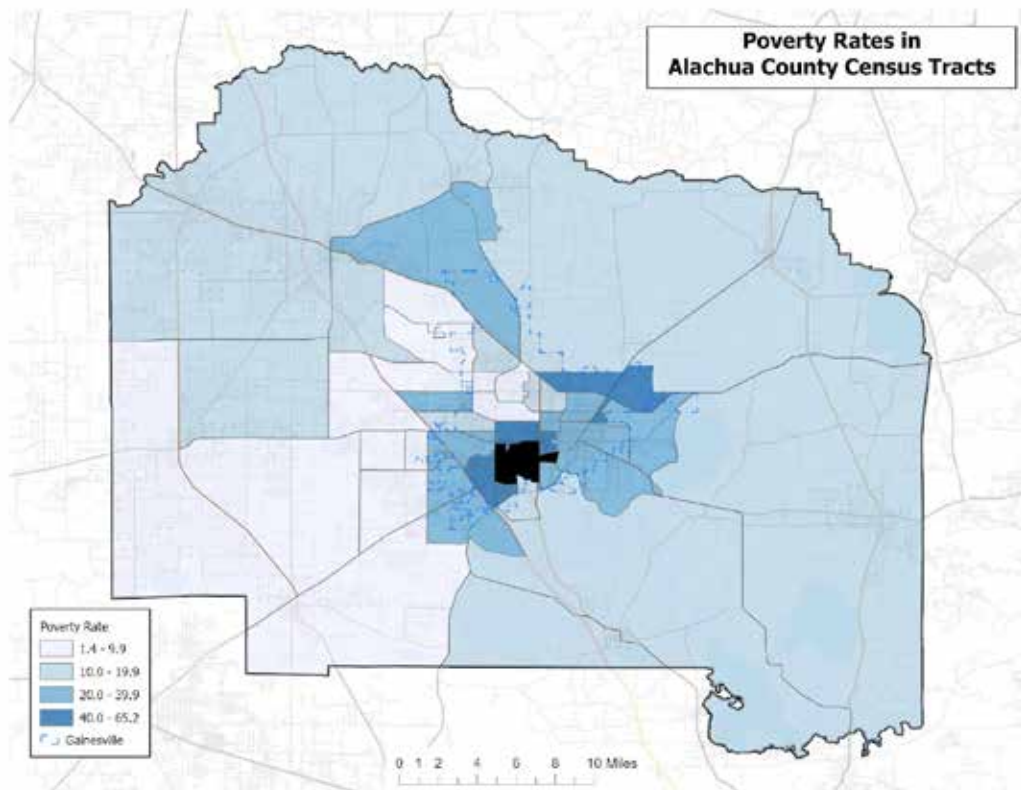 Poverty Rates in
Alachua County Census Tracts
Poverty Rate
1.4 - 9.9
10.0 - 19.9
20.0 - 39.9
40.0 - 65.2
Gainesville
0 1 2 4 6 8 10 Miles